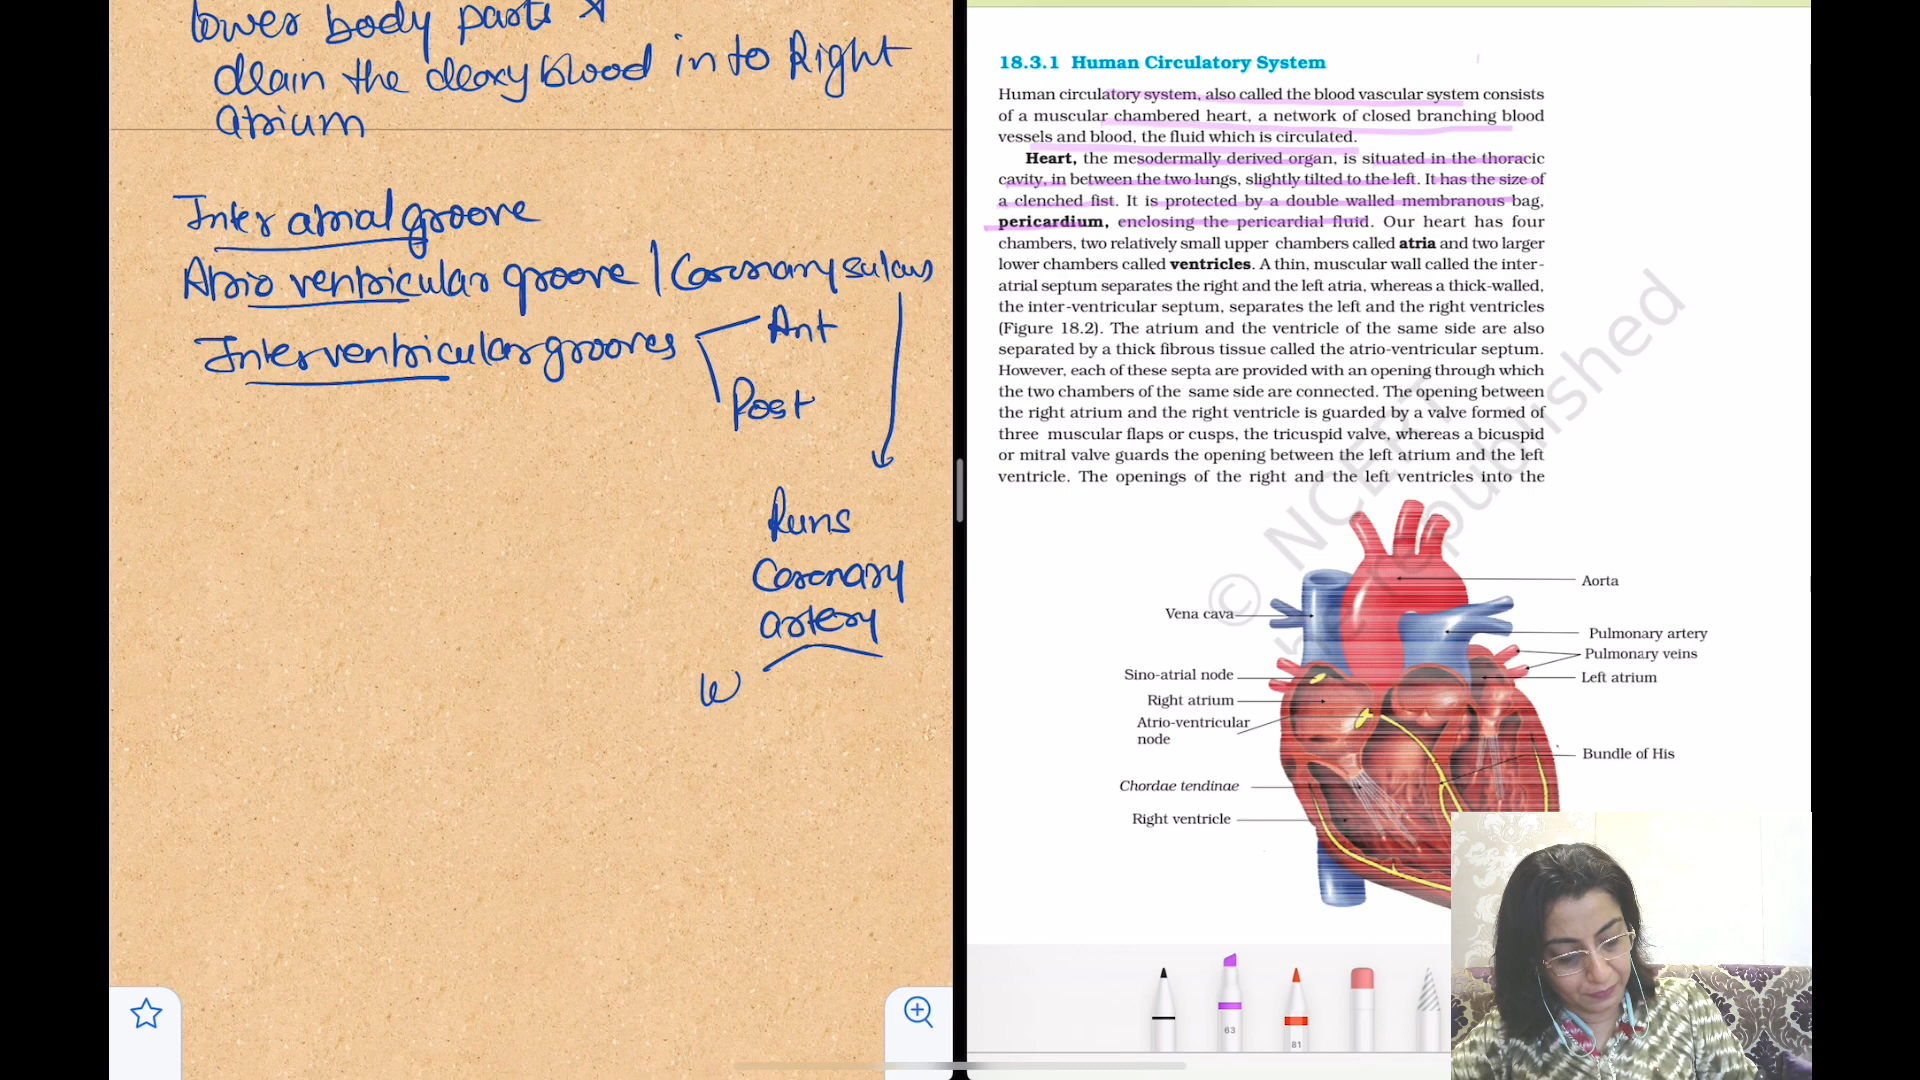 lower body parts &
drain the deoxy blood into Right
Atrium
Inter atrial groove
Atrio ventricular groove / Coronary sulcus
Interventricular grooves
Ant
Post
Runs
Coronary
artery
W
18.3.1 Human Circulatory System
Human circulatory system, also called the blood vascular system consists
of a muscular chambered heart, a network of closed branching blood
vessels and blood, the fluid which is circulated.
Heart, the mesodermally derived organ, is situated in the thoracic
cavity, in between the two lungs, slightly tilted to the left. It has the size of
a clenched fist. It is protected by a double walled membranous bag,
pericardium, enclosing the pericardial fluid. Our heart has four
chambers, two relatively small upper chambers called atria and two larger
lower chambers called ventricles. A thin, muscular wall called the inter-
atrial septum separates the right and the left atria, whereas a thick-walled,
the inter-ventricular septum, separates the left and the right ventricles
(Figure 18.2). The atrium and the ventricle of the same side are also
separated by a thick fibrous tissue called the atrio-ventricular septum.
However, each of these septa are provided with an opening through which
the two chambers of the same side are connected. The opening between
the right atrium and the right ventricle is guarded by a valve formed of
three muscular flaps or cusps, the tricuspid valve, whereas a bicuspid
or mitral valve guards the opening between the left atrium and the left
ventricle. The openings of the right and the left ventricles into the
© NCERT
be republished
Aorta
Vena cava
Pulmonary artery
Pulmonary veins
Sino-atrial node
Left atrium
Right atrium
Atrio-ventricular
node
Bundle of His
Chordae tendinae
Right ventricle
63
81